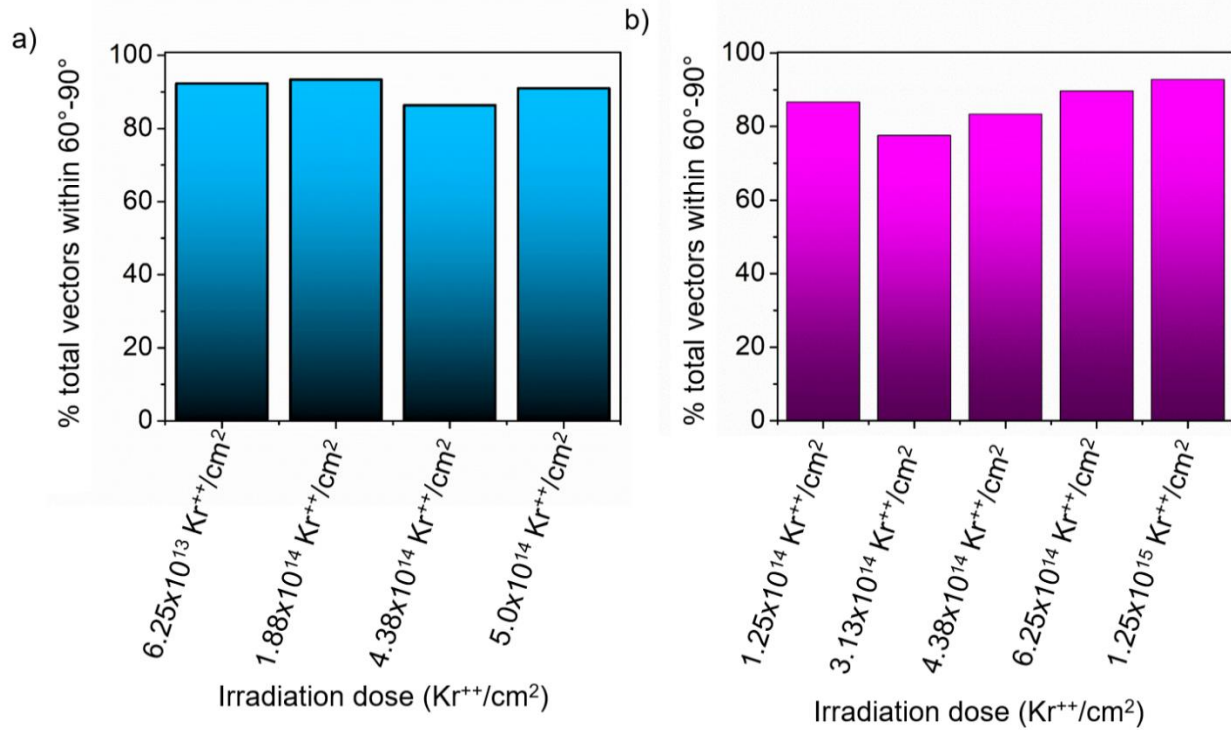 a)
% total vectors within 60°-90°
100
80
60
40
20
0
6.25x10¹³ Kr⁺⁺/cm²
1.88x10¹⁴ Kr⁺⁺/cm²
4.38x10¹⁴ Kr⁺⁺/cm²
5.0x10¹⁴ Kr⁺⁺/cm²
Irradiation dose (Kr⁺⁺/cm²)
b)
% total vectors within 60°-90°
100
80
60
40
20
0
1.25x10¹⁴ Kr⁺⁺/cm²
3.13x10¹⁴ Kr⁺⁺/cm²
4.38x10¹⁴ Kr⁺⁺/cm²
6.25x10¹⁴ Kr⁺⁺/cm²
1.25x10¹⁵ Kr⁺⁺/cm²
Irradiation dose (Kr⁺⁺/cm²)